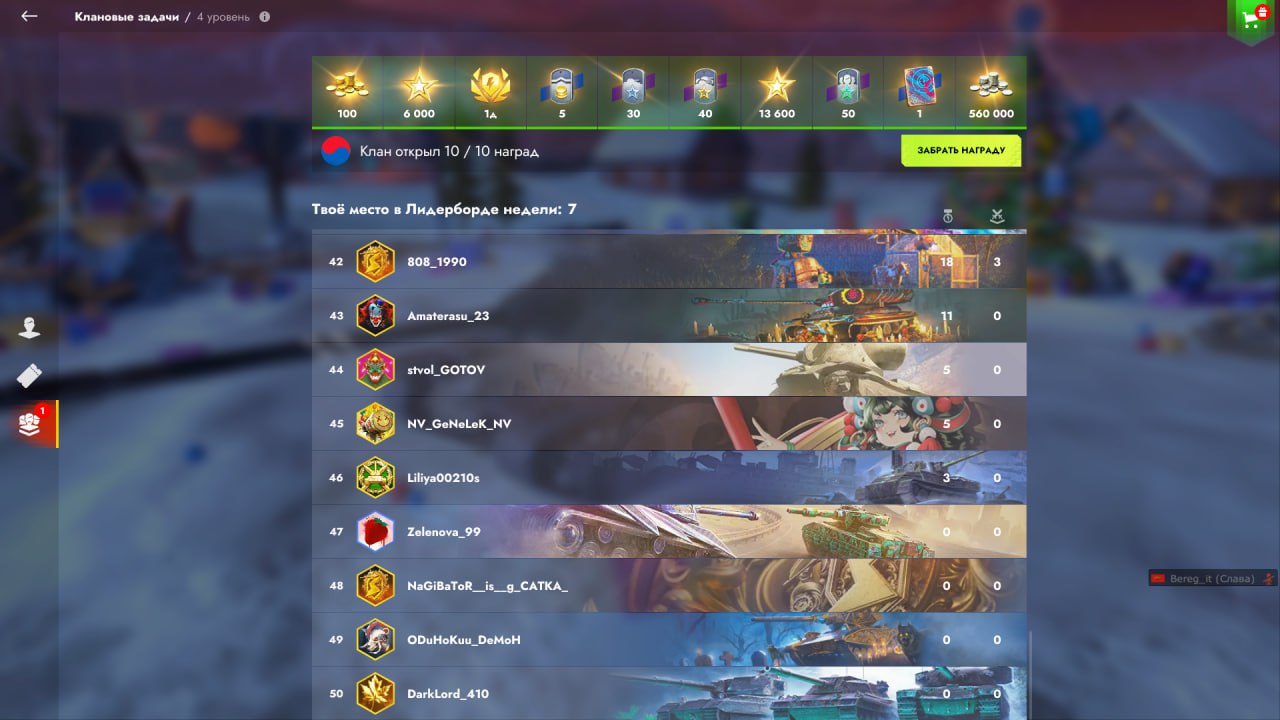 Клановые задачи / 4 уровень
100 6 000 1д 5 30 40 13 600 50 1 560 000
Клан открыл 10 / 10 наград
ЗАБРАТЬ НАГРАДУ
Твоё место в Лидерборде недели: 7
42 808_1990 18 3
43 Amaterasu_23 11 0
44 stvol_GOTOV 5 0
1
45 NV_GeNeLeK_NV 5 0
46 Liliya00210s 3 0
47 Zelenova_99 0 0
Bereg_it (Слава)
48 NaGiBaToR__is__g_CATKA_ 0 0
49 ODuHoKuu_DeMoH 0 0
50 DarkLord_410 0 0